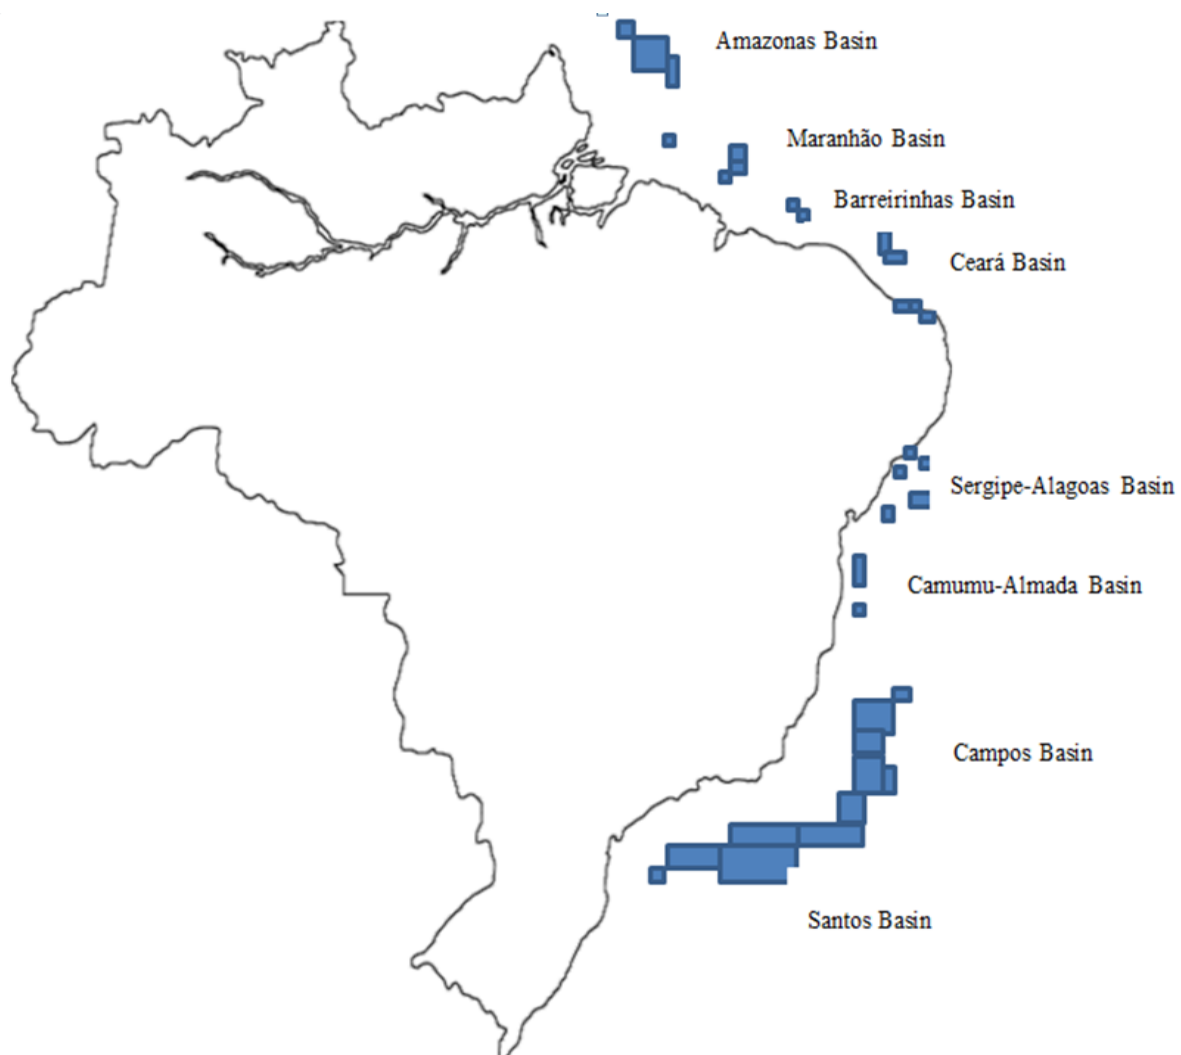 Amazonas Basin
Maranhão Basin
Barreirinhas Basin
Ceará Basin
Sergipe-Alagoas Basin
Camumu-Almada Basin
Campos Basin
Santos Basin